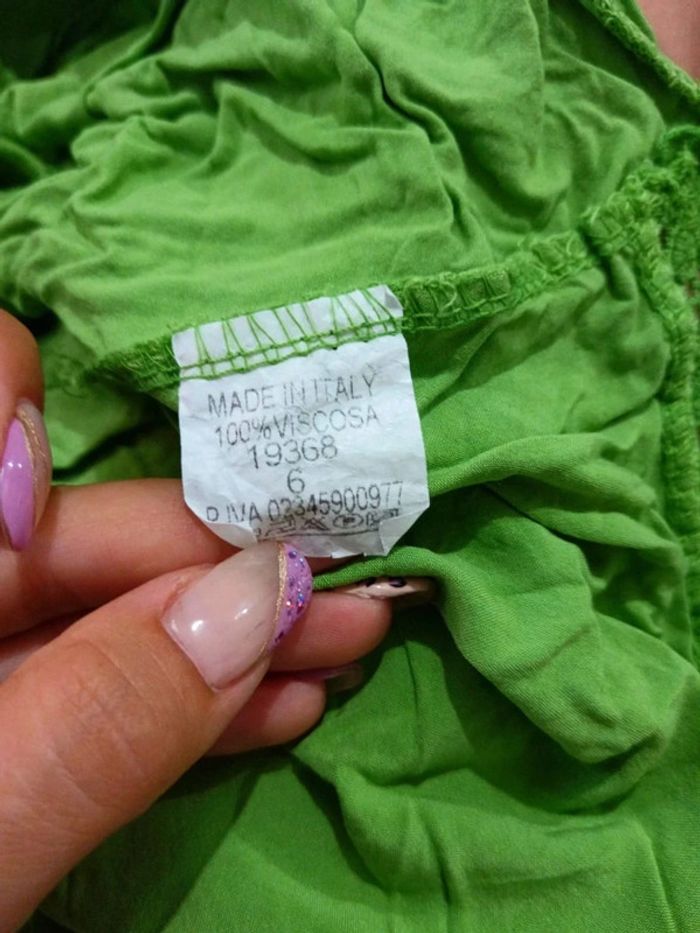 MADE IN ITALY
100% VISCOSA
19368
6
P.IVA 02345900977